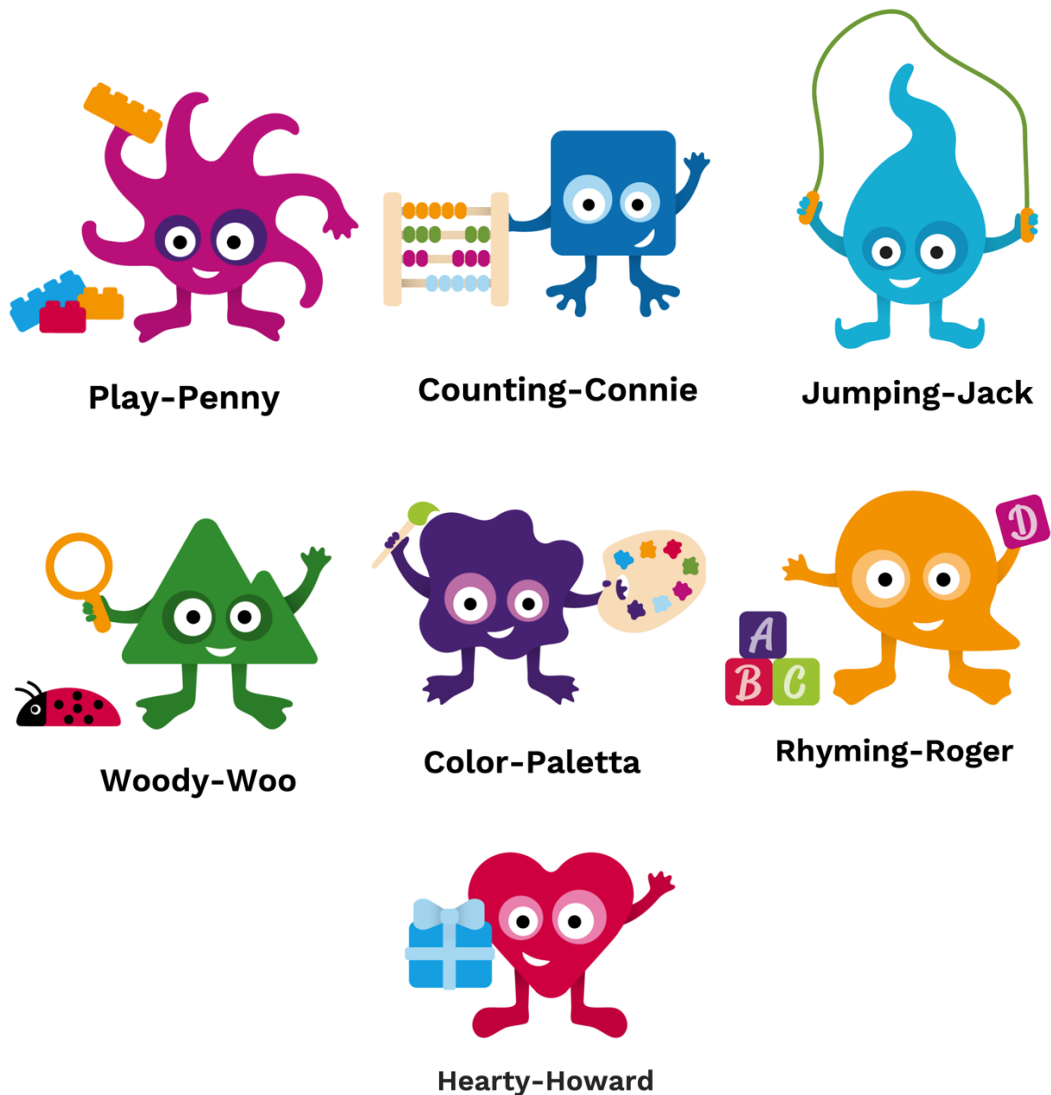 Play-Penny
Counting-Connie
Jumping-Jack
D
A
B C
Woody-Woo
Color-Paletta
Rhyming-Roger
Hearty-Howard